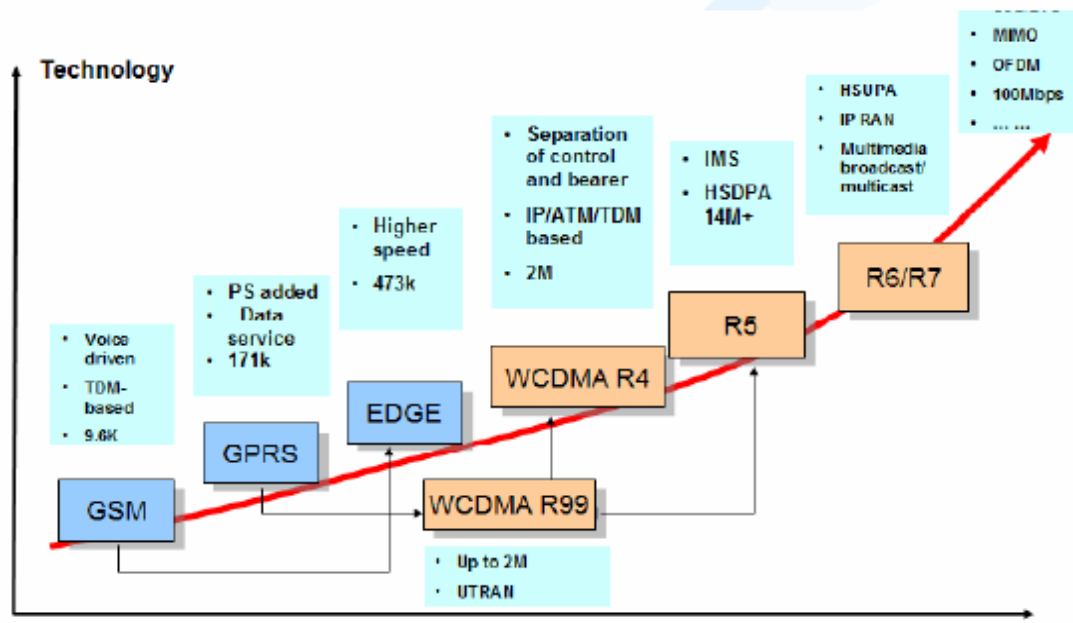 Technology
MIMO
OFDM
100Mbps
... ...
HSUPA
IP RAN
Multimedia
broadcast/
multicast
Separation
of control
and bearer
IP/ATM/TDM
based
2M
IMS
HSDPA
14M+
Higher
speed
473k
PS added
Data
service
171k
Voice
driven
TDM-
based
9.6K
R6/R7
R5
WCDMA R4
EDGE
GPRS
GSM
WCDMA R99
Up to 2M
UTRAN